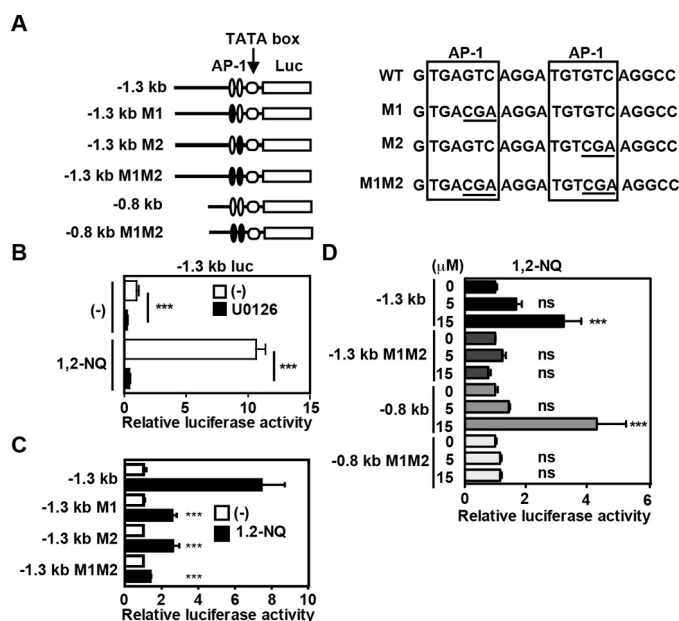 A
TATA box
AP-1 Luc
-1.3 kb
-1.3 kb M1
-1.3 kb M2
-1.3 kb M1M2
-0.8 kb
-0.8 kb M1M2
AP-1 AP-1
WT G TGAGTC AGGA TGTGTC AGGCC
M1 G TGACGA AGGA TGTGTC AGGCC
M2 G TGAGTC AGGA TGTCGA AGGCC
M1M2 G TGACGA AGGA TGTCGA AGGCC
B
-1.3 kb luc
(-)
U0126
(-)
***
1,2-NQ
***
0 5 10 15
Relative luciferase activity
C
-1.3 kb
-1.3 kb M1
***
-1.3 kb M2
***
-1.3 kb M1M2
***
(-)
1.2-NQ
0 2 4 6 8 10
Relative luciferase activity
D
(μM) 1,2-NQ
-1.3 kb
0
5 ns
15 ***
-1.3 kb M1M2
0
5 ns
15 ns
-0.8 kb
0
5 ns
15 ***
-0.8 kb M1M2
0
5 ns
15 ns
0 2 4 6
Relative luciferase activity